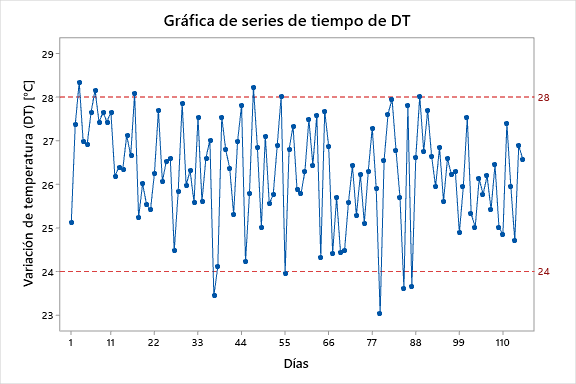 Gráfica de series de tiempo de DT
Variación de temperatura (DT) [°C]
29
28
27
26
25
24
23
28
24
1 11 22 33 44 55 66 77 88 99 110
Días